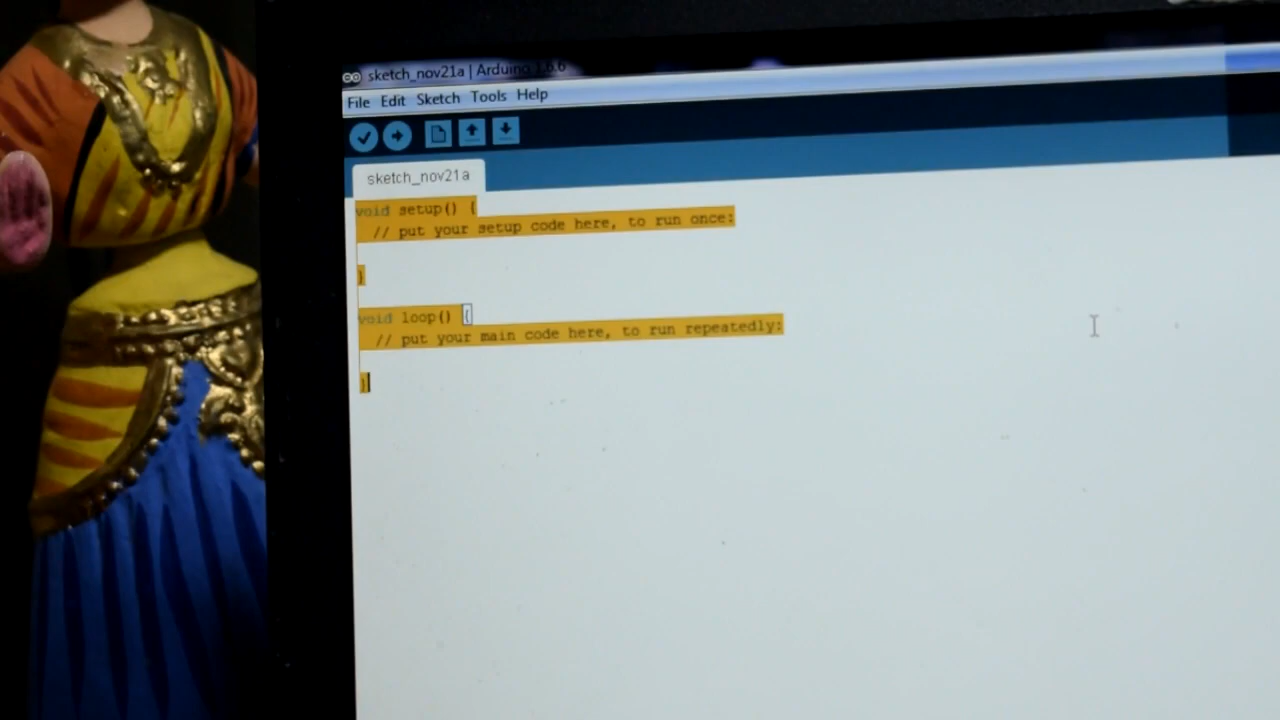 sketch_nov21a | Arduino 1.6.6
File Edit Sketch Tools Help
sketch_nov21a
void setup() {
// put your setup code here, to run once:
}
void loop() {
// put your main code here, to run repeatedly:
}